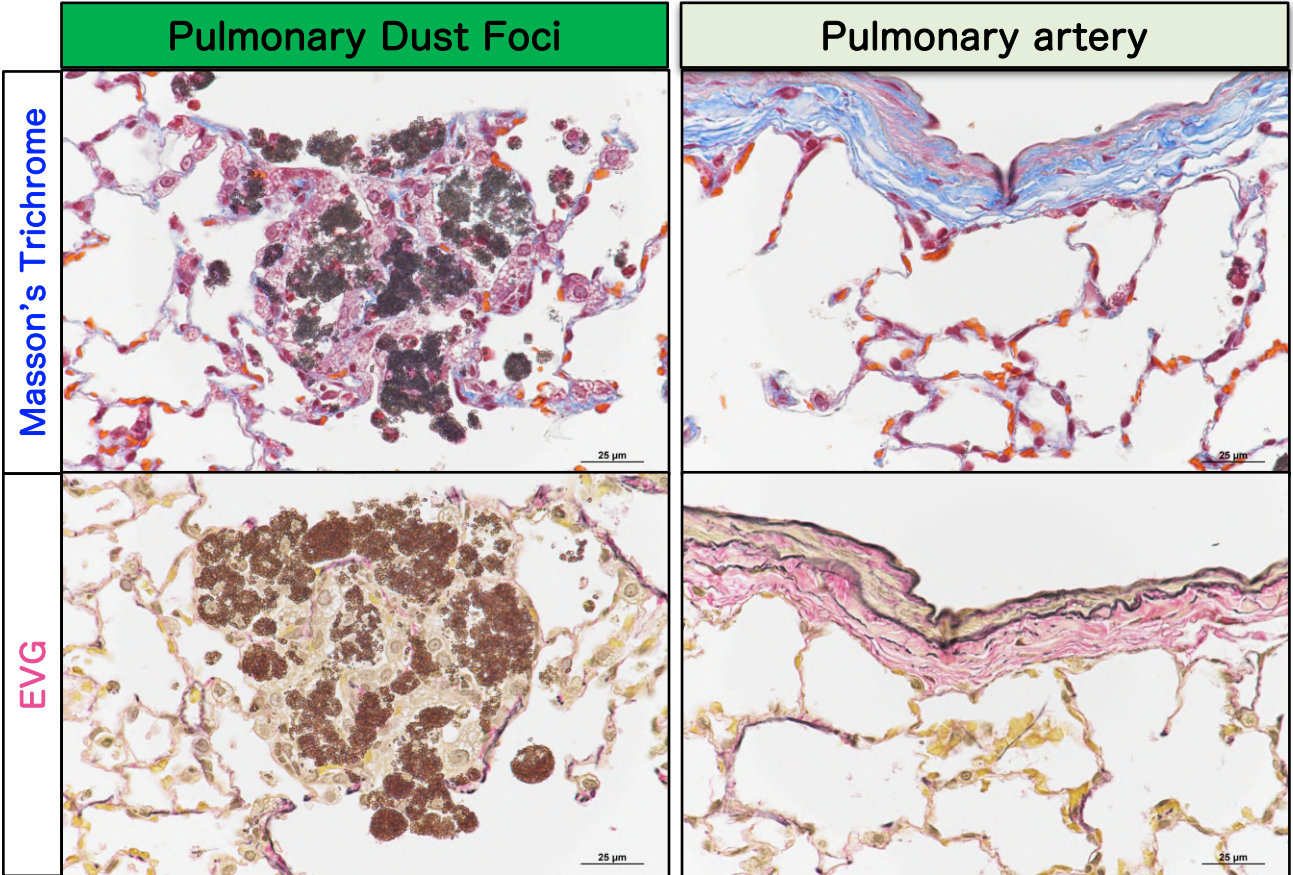 Pulmonary Dust Foci
Pulmonary artery
Masson's Trichrome
25 µm
25 µm
EVG
25 µm
25 µm